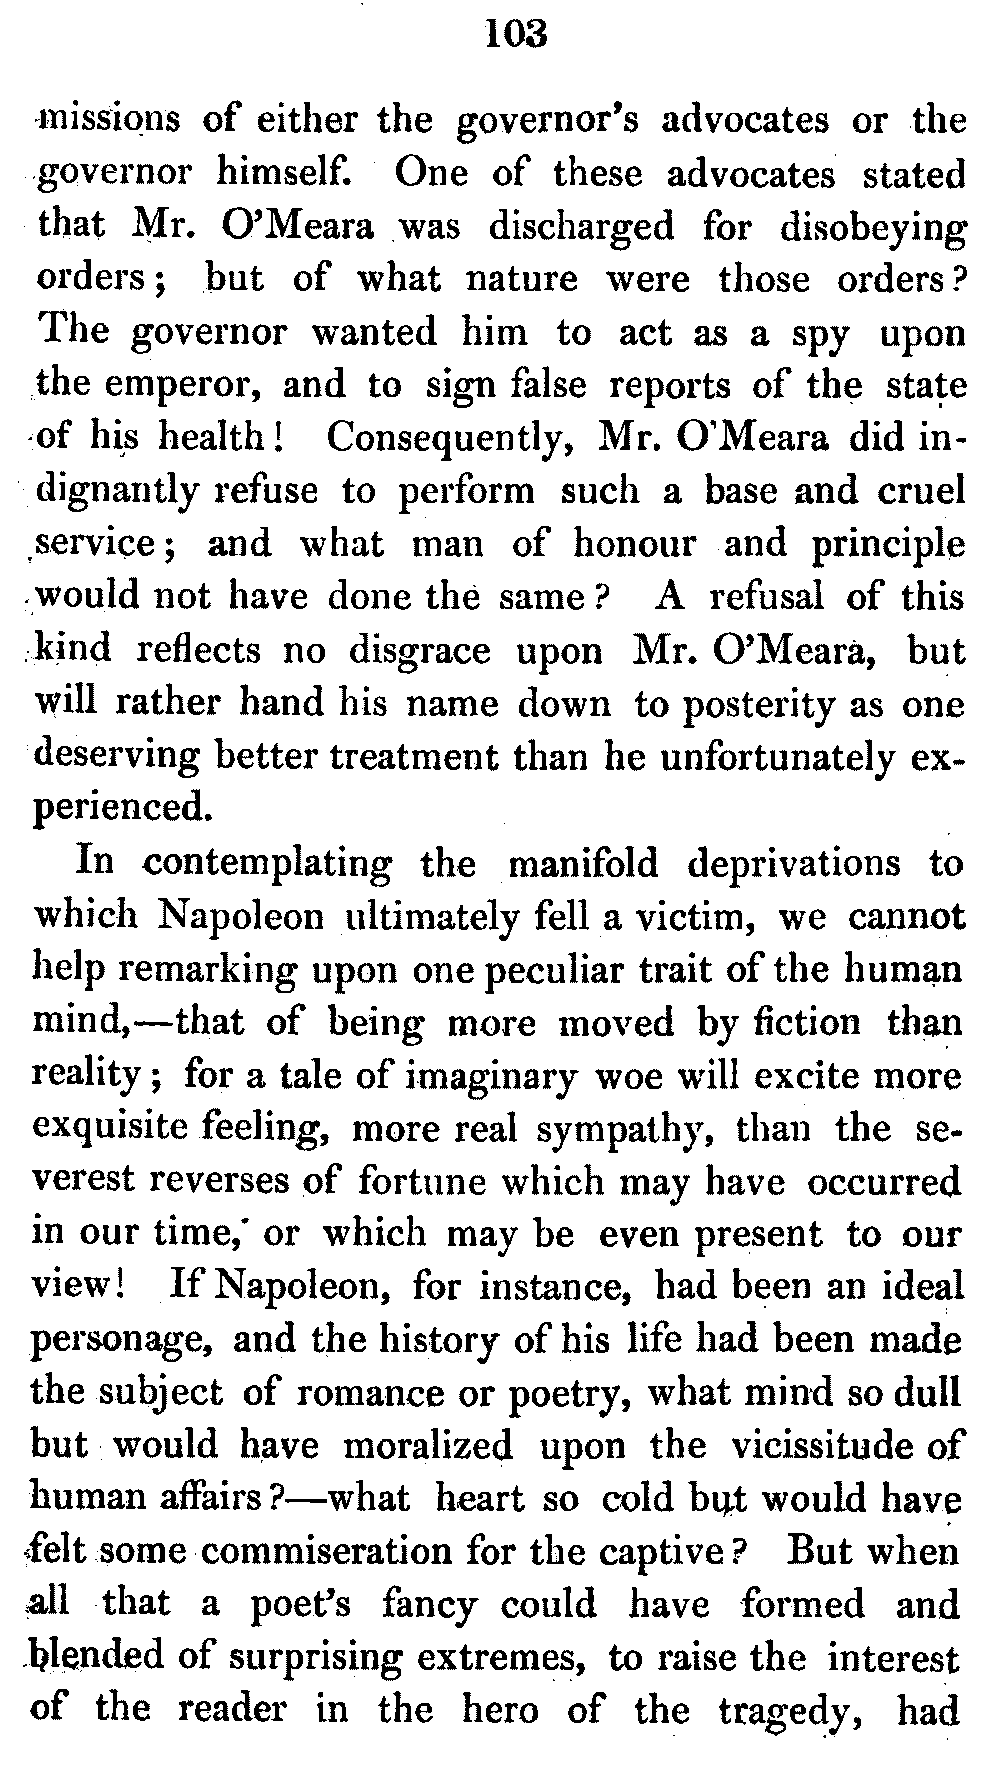 103
missions of either the governor's advocates or the
governor himself. One of these advocates stated
that Mr. O'Meara was discharged for disobeying
orders; but of what nature were those orders?
The governor wanted him to act as a spy upon
the emperor, and to sign false reports of the state
of his health! Consequently, Mr. O'Meara did in-
dignantly refuse to perform such a base and cruel
service; and what man of honour and principle
would not have done the same? A refusal of this
kind reflects no disgrace upon Mr. O'Meara, but
will rather hand his name down to posterity as one
deserving better treatment than he unfortunately ex-
perienced.
In contemplating the manifold deprivations to
which Napoleon ultimately fell a victim, we cannot
help remarking upon one peculiar trait of the human
mind,—that of being more moved by fiction than
reality; for a tale of imaginary woe will excite more
exquisite feeling, more real sympathy, than the se-
verest reverses of fortune which may have occurred
in our time, or which may be even present to our
view! If Napoleon, for instance, had been an ideal
personage, and the history of his life had been made
the subject of romance or poetry, what mind so dull
but would have moralized upon the vicissitude of
human affairs?—what heart so cold but would have
felt some commiseration for the captive? But when
all that a poet's fancy could have formed and
blended of surprising extremes, to raise the interest
of the reader in the hero of the tragedy, had